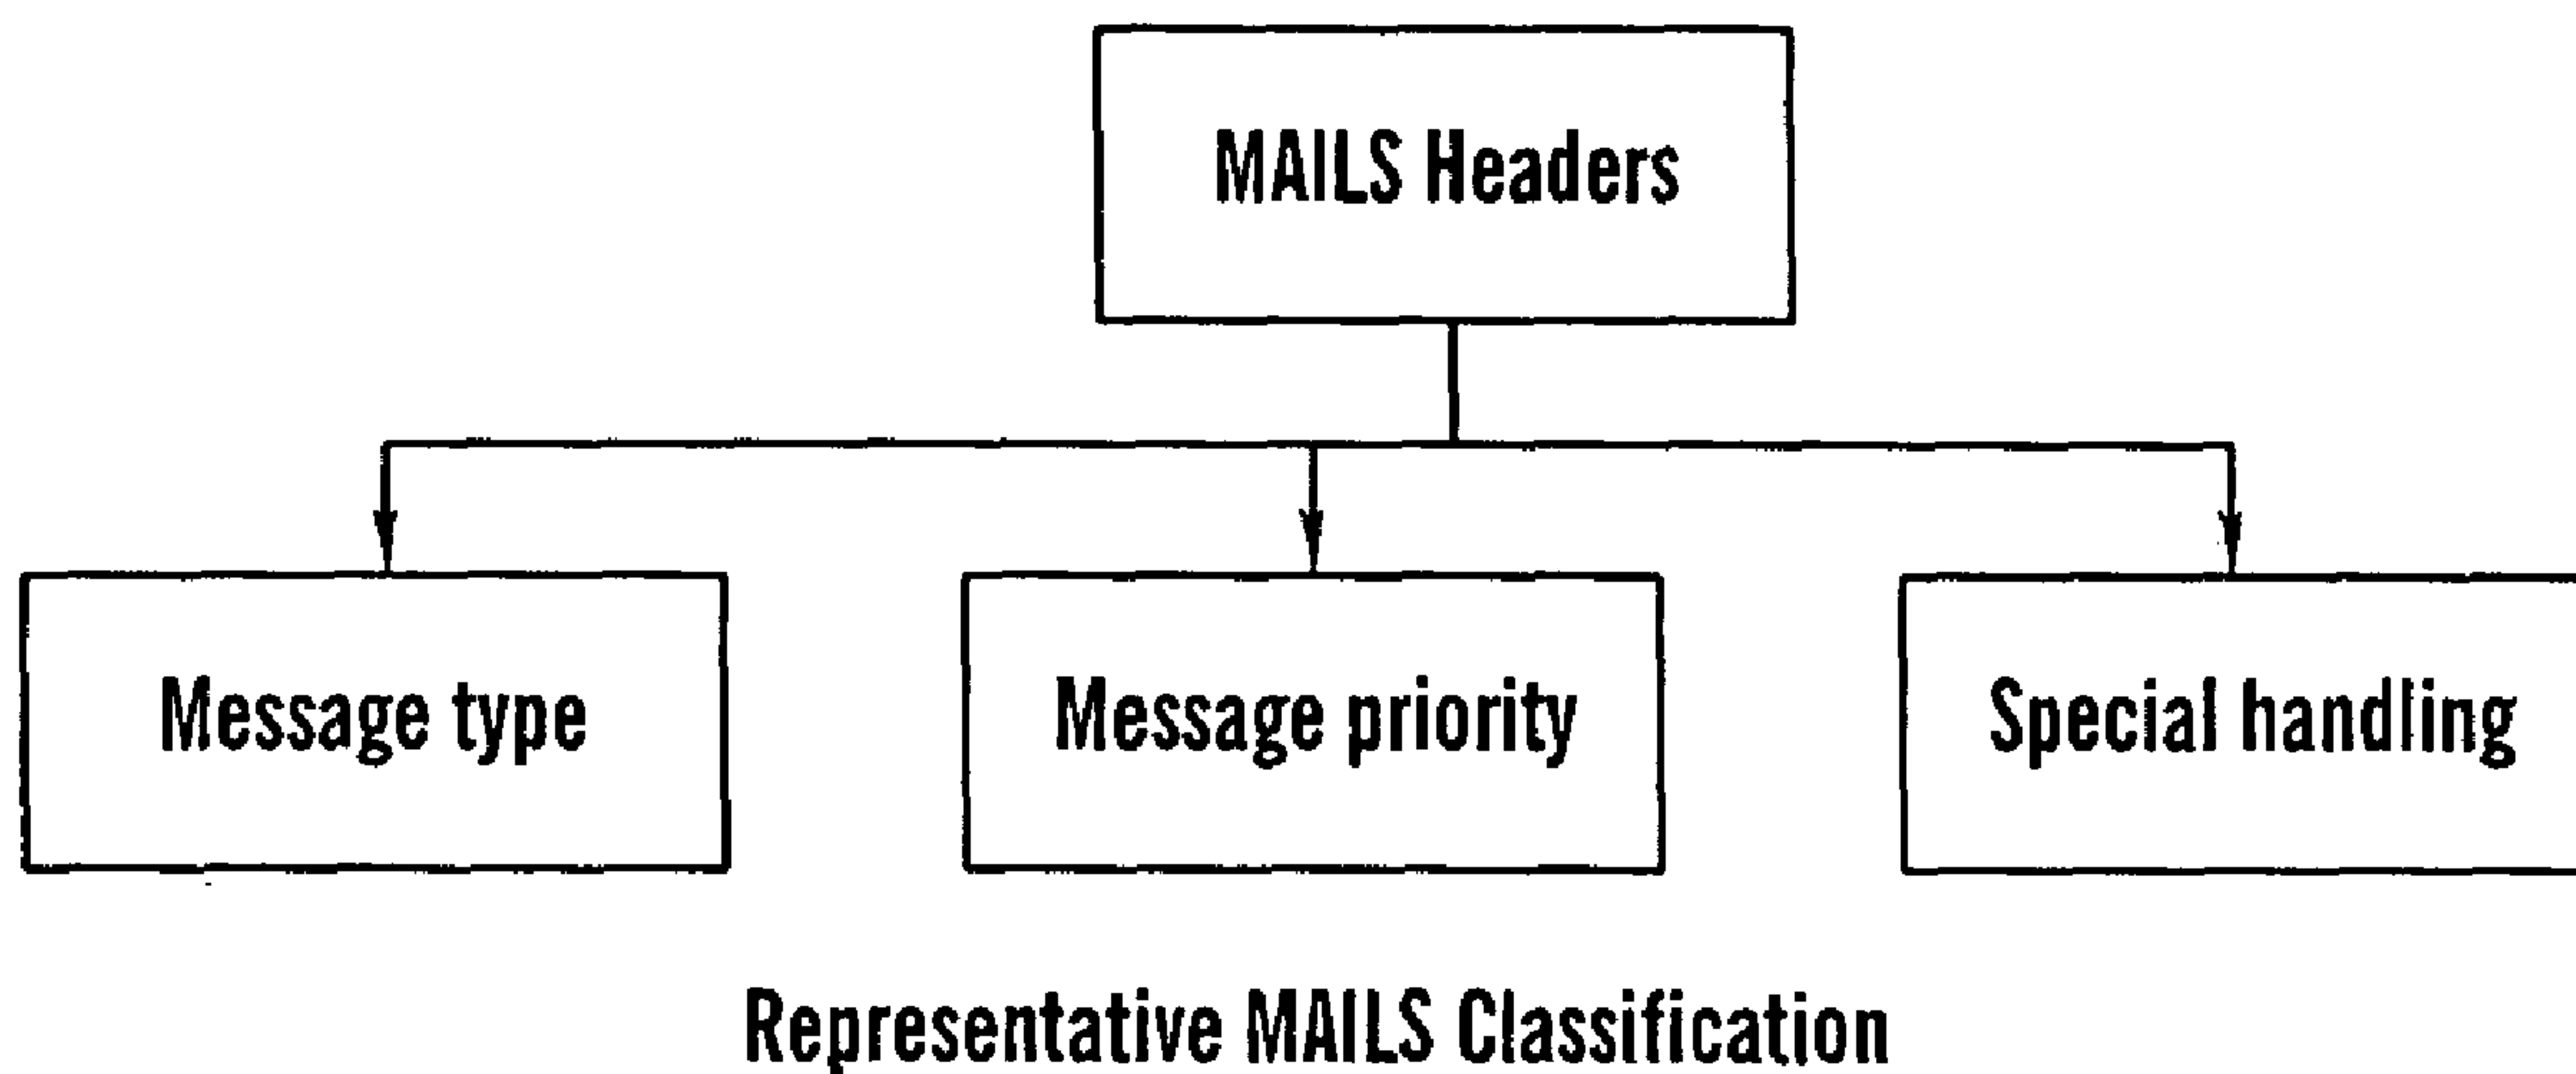 MAILS Headers
Message type
Message priority
Special handling
Representative MAILS Classification